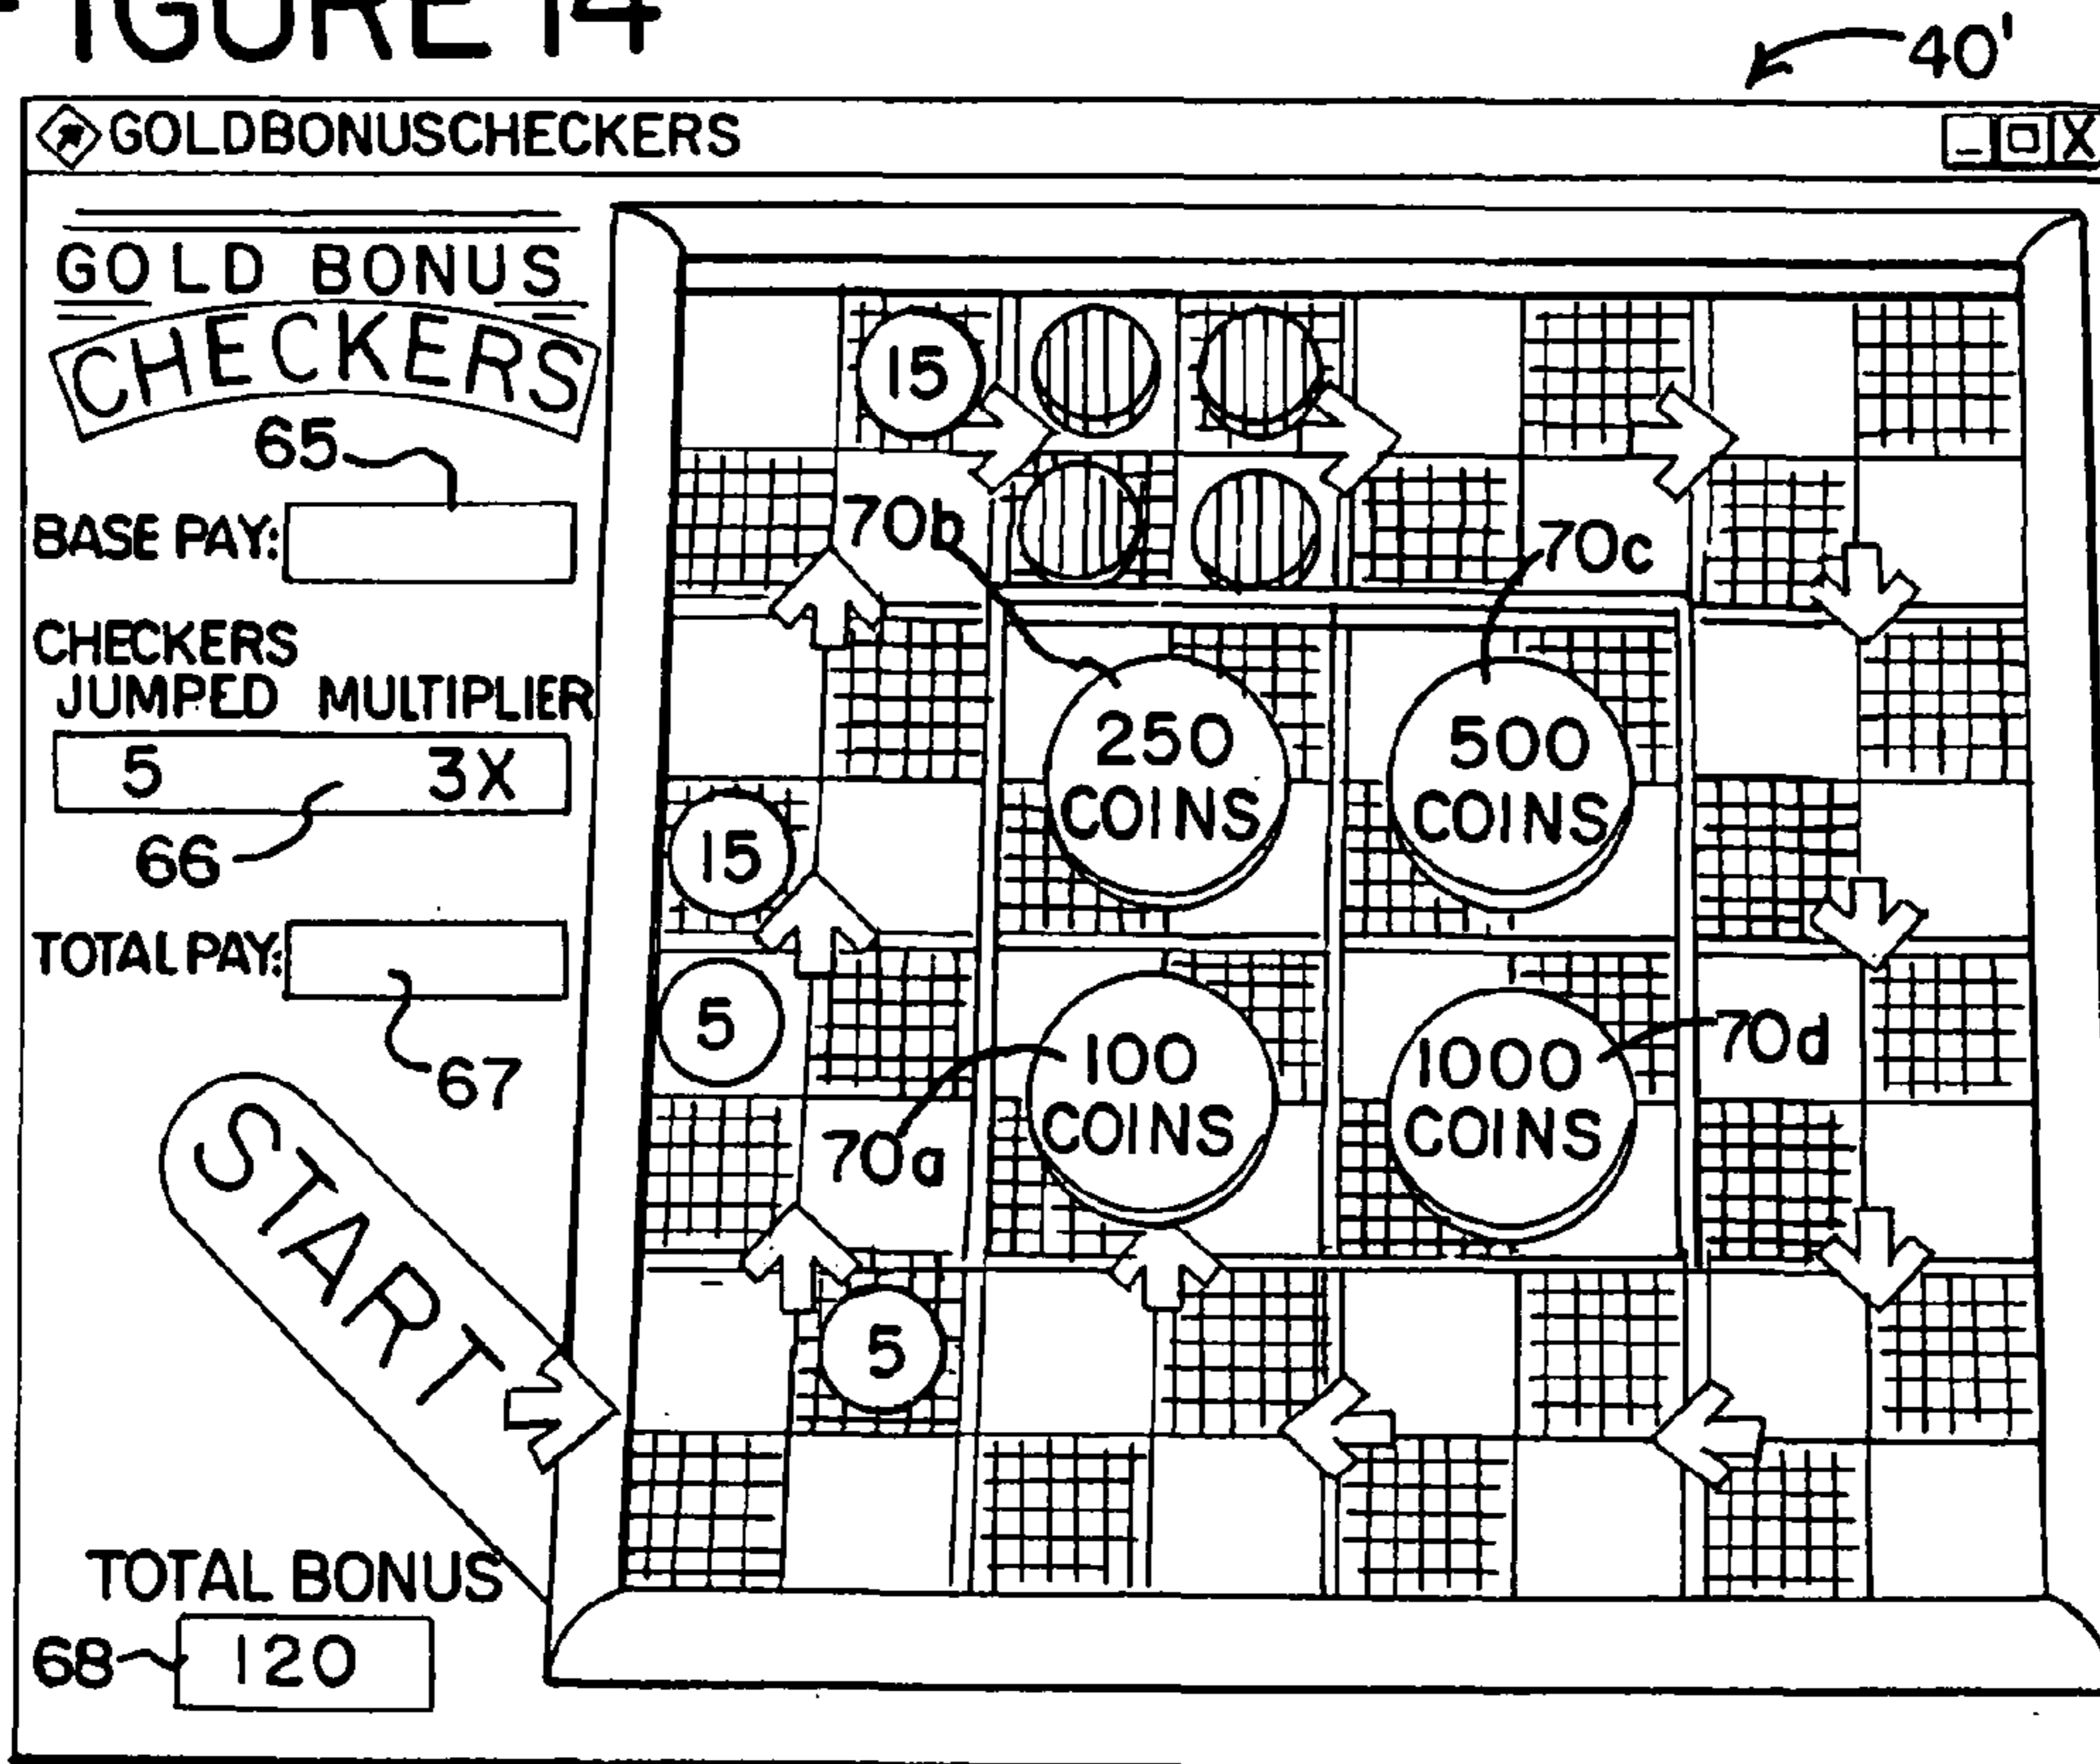 FIGURE 14
40'
GOLDBONUSCHECKERS
_ X
GOLD BONUS
CHECKERS
65
BASE PAY:
CHECKERS
JUMPED MULTIPLIER
5 3X
66
TOTAL PAY:
67
START
TOTAL BONUS
68 120
15
70b
70c
250
COINS
500
COINS
15
5
70a
100
COINS
1000
COINS
70d
5